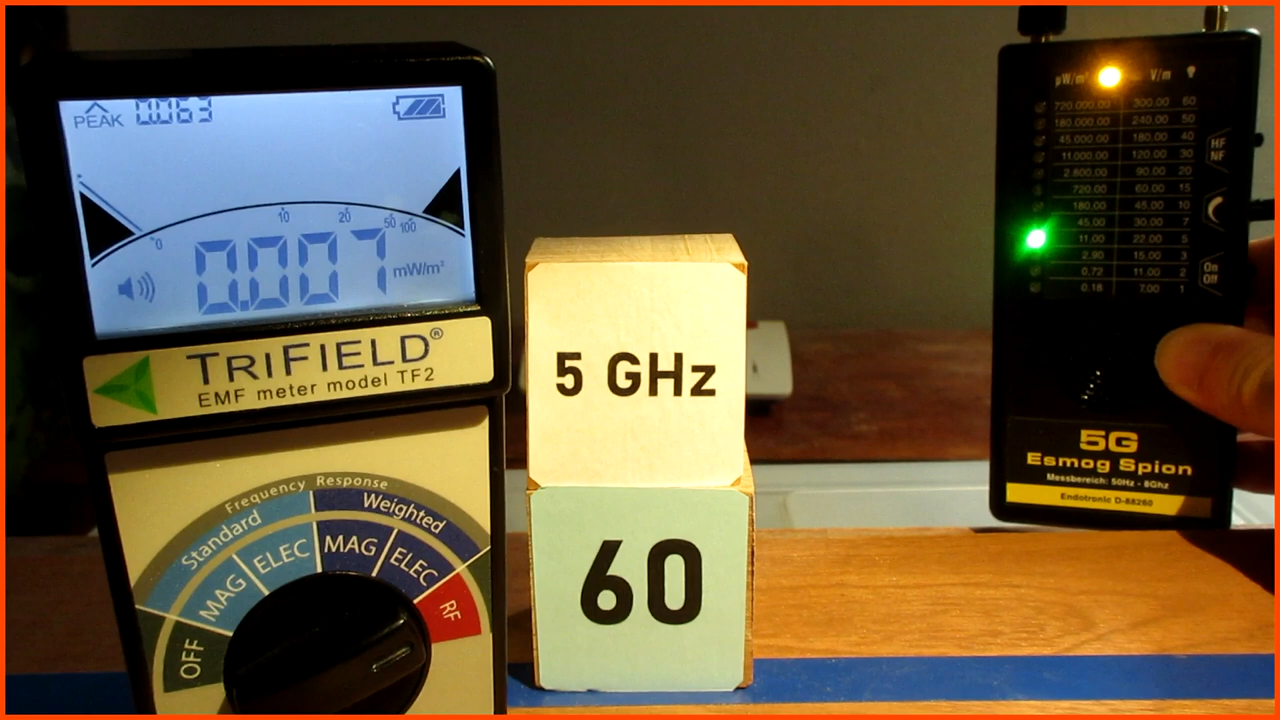 PEAK 0.063
10 20 50 100
0
0.007 mW/m²
TRIFIELD®
EMF meter model TF2
Frequency Response
Standard Weighted
OFF MAG ELEC MAG ELEC RF
5 GHz
60
µW/m² V/m
720.000.00 300.00 60
180.000.00 240.00 50
45.000.00 180.00 40
11.000.00 120.00 30
2.800.00 90.00 20
720.00 60.00 15
180.00 45.00 10
45.00 30.00 7
11.00 22.00 5
2.90 15.00 3
0.72 11.00 2
0.18 7.00 1
HF
NF
On
Off
5G
Esmog Spion
Messbereich: 50Hz - 8Ghz
Endotronic D-88260